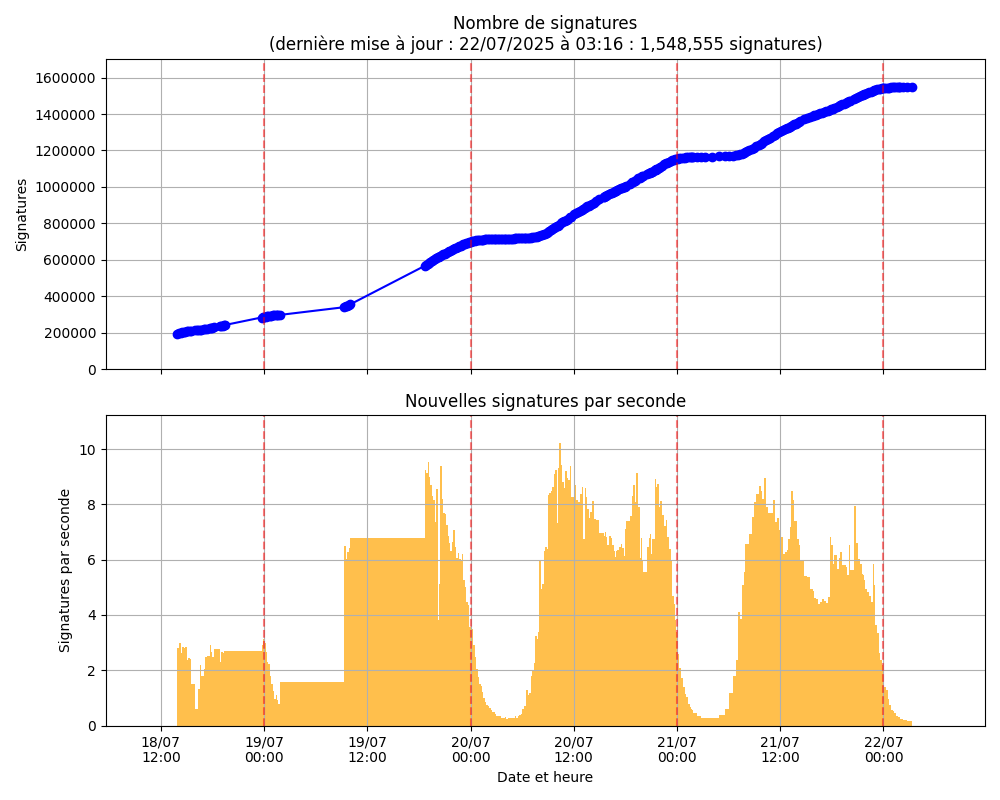 Nombre de signatures
(dernière mise à jour : 22/07/2025 à 03:16 : 1,548,555 signatures)
1600000
1400000
1200000
1000000
800000
600000
400000
200000
0
Signatures
Nouvelles signatures par seconde
10
8
6
4
2
0
Signatures par seconde
18/07 19/07 19/07 20/07 20/07 21/07 21/07 22/07
12:00 00:00 12:00 00:00 12:00 00:00 12:00 00:00
Date et heure